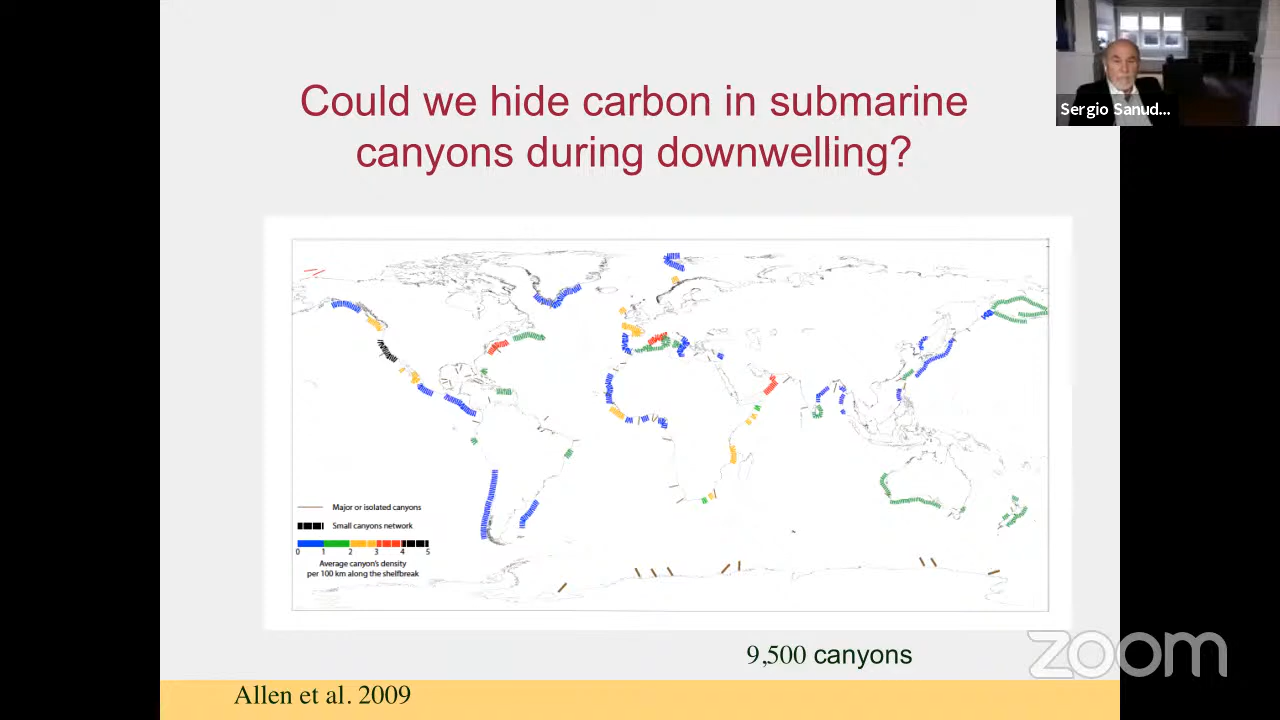 Could we hide carbon in submarine
canyons during downwelling?
Sergio Sanud...
Major or isolated canyons
Small canyons network
0 1 2 3 4 5
Average canyon's density
per 100 km along the shelfbreak
9,500 canyons
zoom
Allen et al. 2009